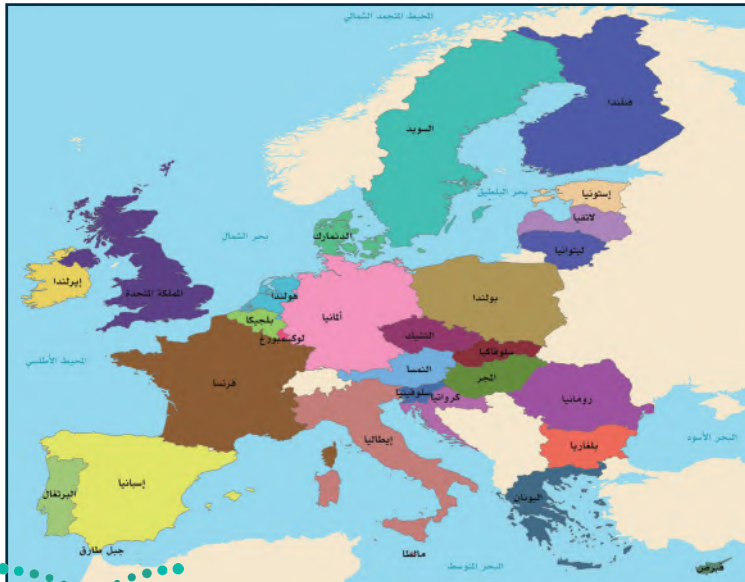 المحيط المتجمد الشمالي
فنلندا
السويد
إستونيا
بحر البلطيق
لاتفيا
ليتوانيا
بحر الشمال
الدنمارك
إيرلندا
المملكة المتحدة
هولندا
بولندا
ألمانيا
بلجيكا
لوكسمبورغ
التشيك
سلوفاكيا
المحيط الأطلسي
النمسا
المجر
فرنسا
سلوفينيا
كرواتيا
رومانيا
إيطاليا
البحر الأسود
بلغاريا
إسبانيا
البرتغال
اليونان
جبل طارق
مالطا
البحر المتوسط
قبرص